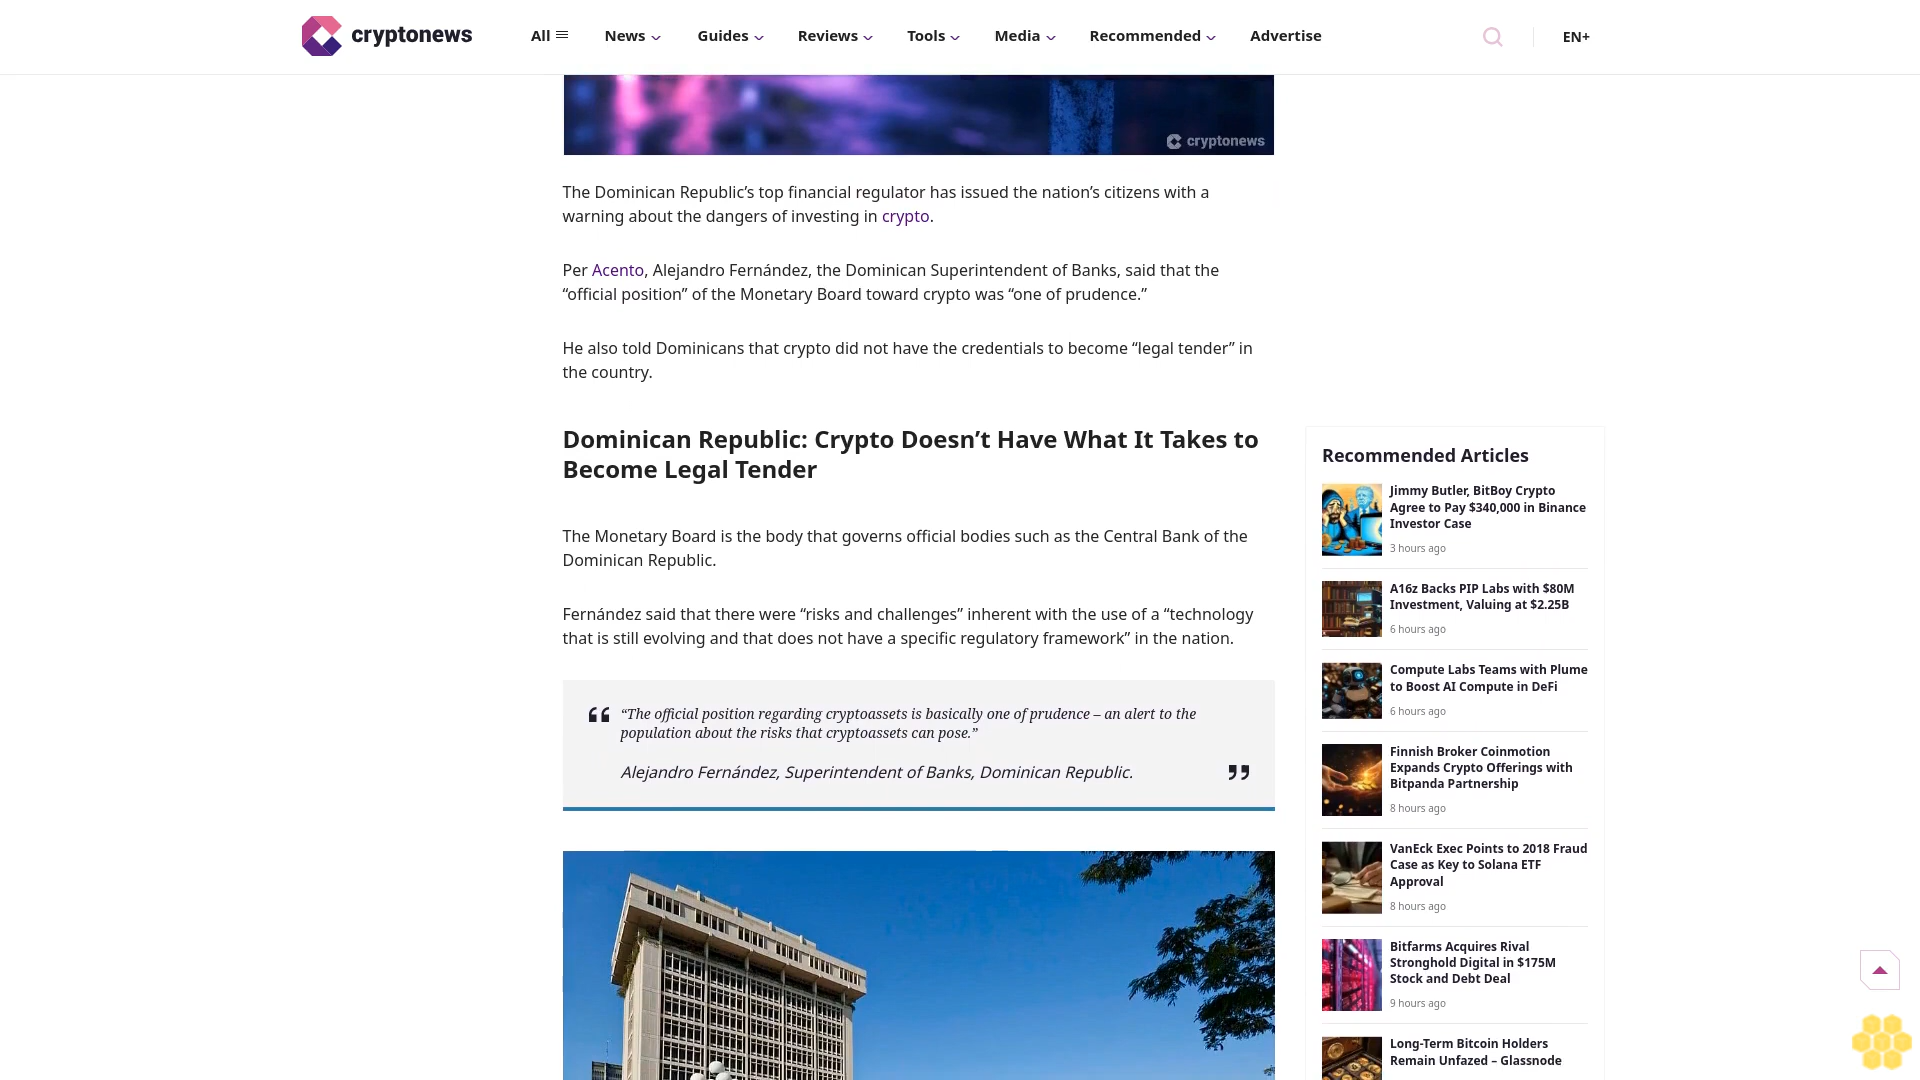 cryptonews
All
News
Guides
Reviews
Tools
Media
Recommended
Advertise
EN+
cryptonews
The Dominican Republic’s top financial regulator has issued the nation’s citizens with a
warning about the dangers of investing in crypto.
Per Acento, Alejandro Fernández, the Dominican Superintendent of Banks, said that the
“official position” of the Monetary Board toward crypto was “one of prudence.”
He also told Dominicans that crypto did not have the credentials to become “legal tender” in
the country.
Dominican Republic: Crypto Doesn’t Have What It Takes to
Become Legal Tender
The Monetary Board is the body that governs official bodies such as the Central Bank of the
Dominican Republic.
Fernández said that there were “risks and challenges” inherent with the use of a “technology
that is still evolving and that does not have a specific regulatory framework” in the nation.
“The official position regarding cryptoassets is basically one of prudence – an alert to the
population about the risks that cryptoassets can pose.”
Alejandro Fernández, Superintendent of Banks, Dominican Republic.
Recommended Articles
Jimmy Butler, BitBoy Crypto
Agree to Pay $340,000 in Binance
Investor Case
3 hours ago
A16z Backs PIP Labs with $80M
Investment, Valuing at $2.25B
6 hours ago
Compute Labs Teams with Plume
to Boost AI Compute in DeFi
6 hours ago
Finnish Broker Coinmotion
Expands Crypto Offerings with
Bitpanda Partnership
8 hours ago
VanEck Exec Points to 2018 Fraud
Case as Key to Solana ETF
Approval
8 hours ago
Bitfarms Acquires Rival
Stronghold Digital in $175M
Stock and Debt Deal
9 hours ago
Long-Term Bitcoin Holders
Remain Unfazed – Glassnode